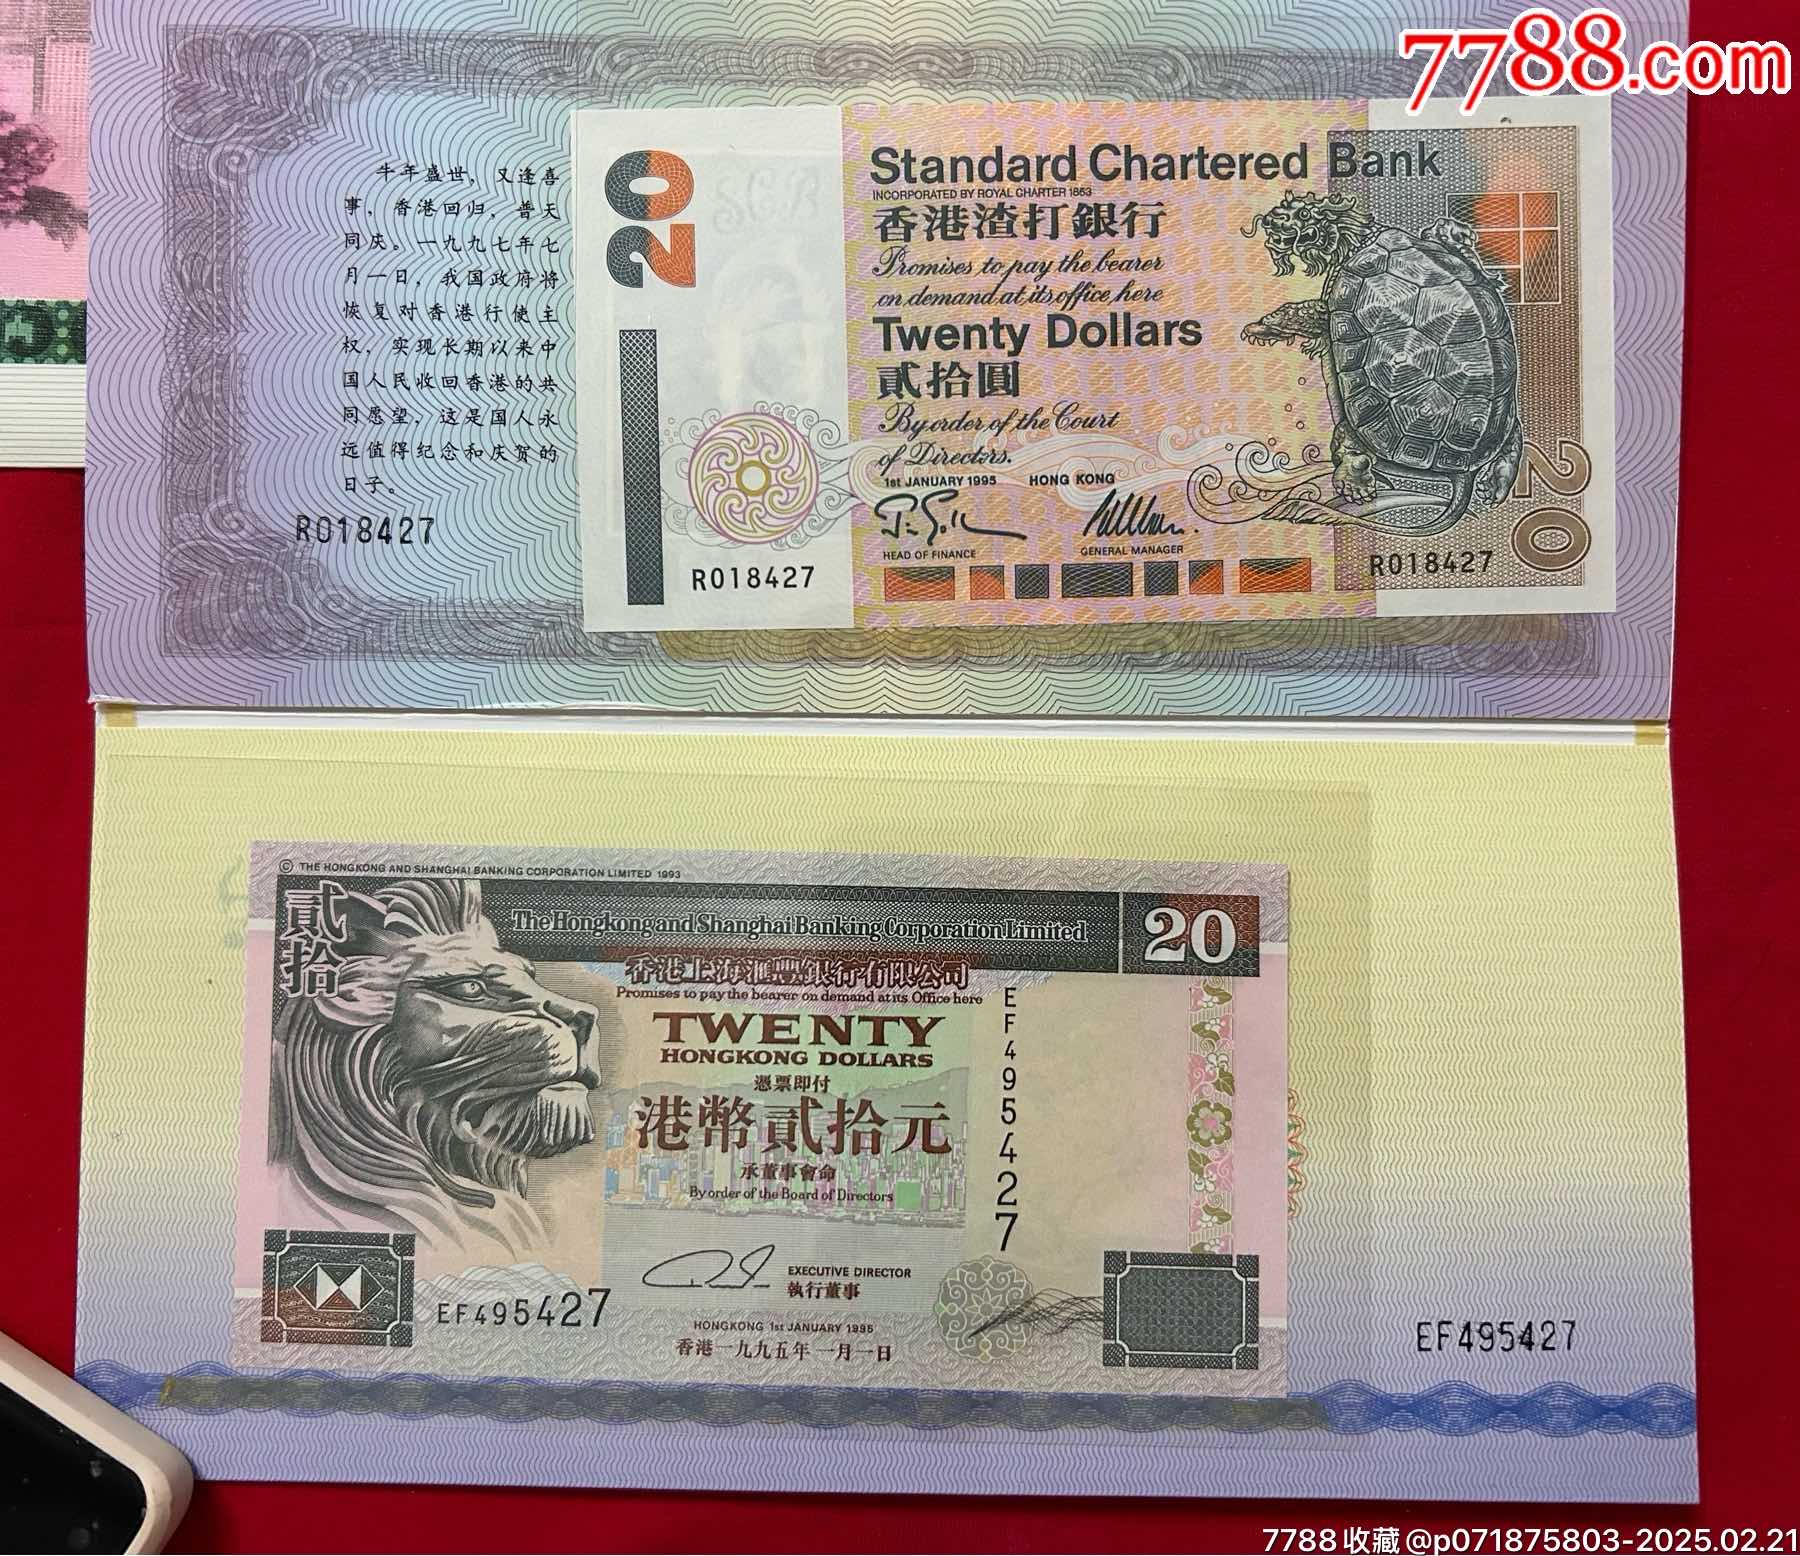 7788.com
牛年盛世，又逢喜
事，香港回归，普天
同庆。一九九七年七
月一日，我国政府将
恢复对香港行使主
权，实现长期以来中
国人民收回香港的共
同愿望，这是国人永
远值得纪念和庆贺的
日子。
R018427
20
Standard Chartered Bank
INCORPORATED BY ROYAL CHARTER 1853
香港渣打銀行
Promises to pay the bearer
on demand at its office here
Twenty Dollars
貳拾圓
By order of the Court
of Directors.
1st JANUARY 1995 HONG KONG
HEAD OF FINANCE
GENERAL MANAGER
R018427
R018427
20
© THE HONGKONG AND SHANGHAI BANKING CORPORATION LIMITED 1993
貳拾
The Hongkong and Shanghai Banking Corporation Limited
20
香港上海滙豐銀行有限公司
Promises to pay the bearer on demand at its Office here
TWENTY
HONGKONG DOLLARS
憑票即付
港幣貳拾元
承董事會命
By order of the Board of Directors
EF495427
EXECUTIVE DIRECTOR
執行董事
EF495427
HONGKONG 1st JANUARY 1995
香港一九九五年一月一日
EF495427
7788收藏@p071875803-2025.02.21